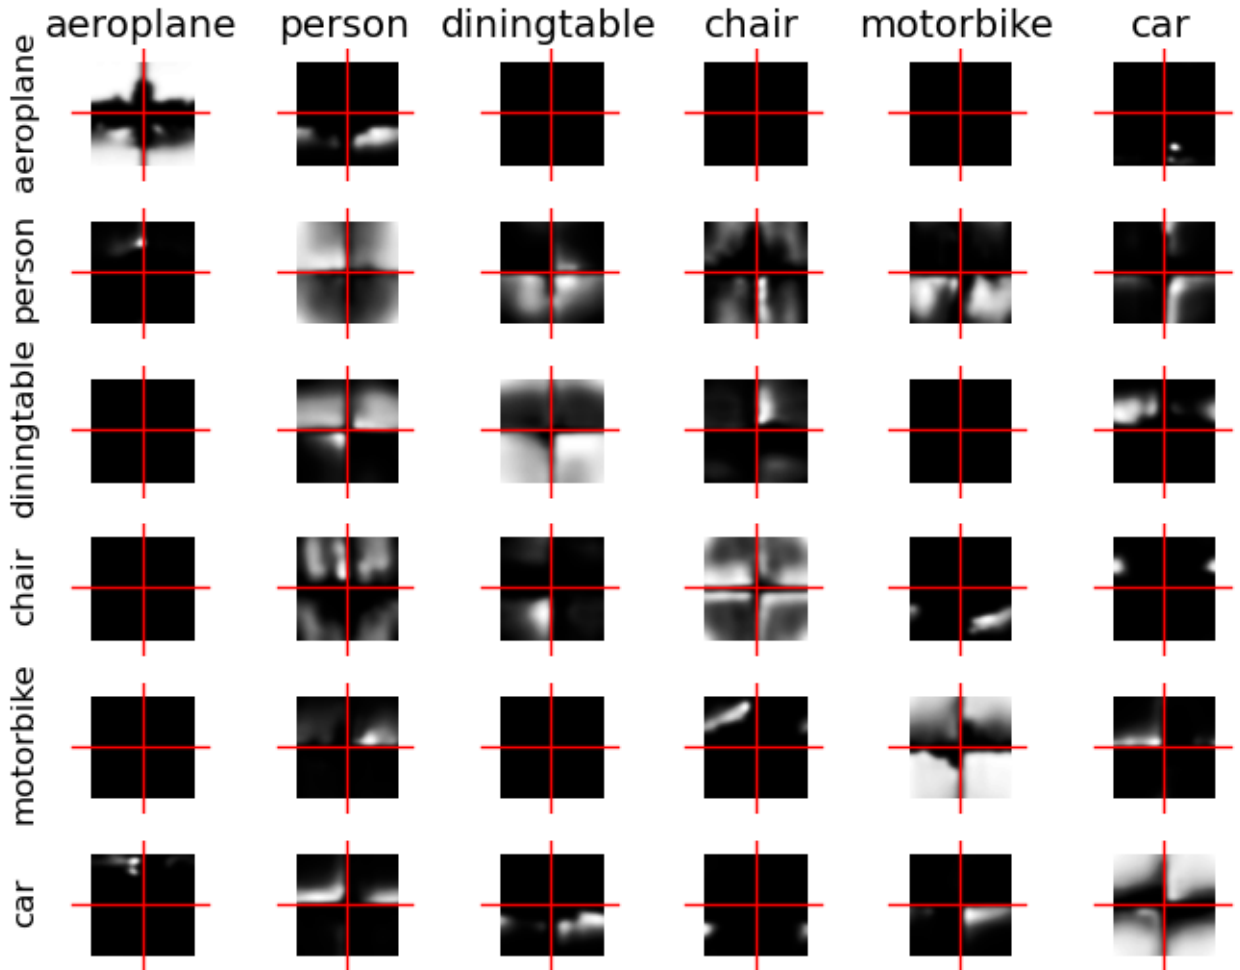 aeroplane person diningtable chair motorbike car
aeroplane
person
diningtable
chair
motorbike
car